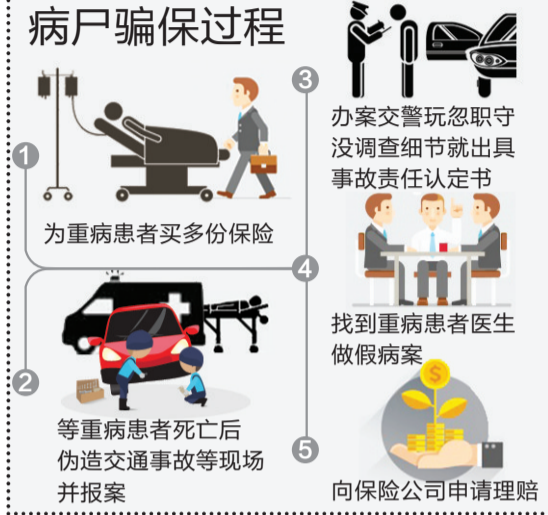 病尸骗保过程
1
为重病患者买多份保险
2
等重病患者死亡后
伪造交通事故等现场
并报案
3
办案交警玩忽职守
没调查细节就出具
事故责任认定书
4
找到重病患者医生
做假病案
5
$
向保险公司申请理赔